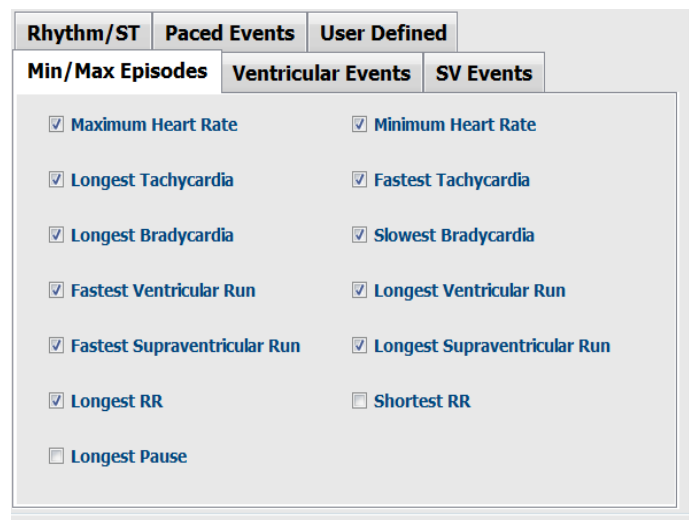 Rhythm/ST Paced Events User Defined
Min/Max Episodes Ventricular Events SV Events
Maximum Heart Rate Minimum Heart Rate
Longest Tachycardia Fastest Tachycardia
Longest Bradycardia Slowest Bradycardia
Fastest Ventricular Run Longest Ventricular Run
Fastest Supraventricular Run Longest Supraventricular Run
Longest RR Shortest RR
Longest Pause